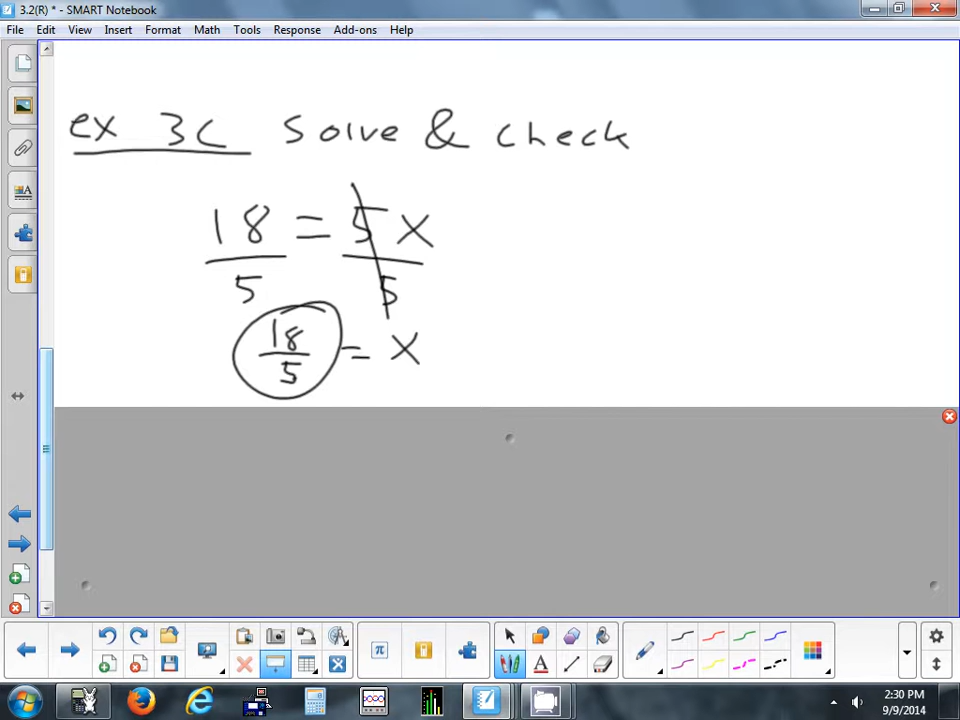 3.2(R) * - SMART Notebook
File Edit View Insert Format Math Tools Response Add-ons Help
ex 3c Solve & Check
18 = 5x
5 5
18
5 = x
2:30 PM
9/9/2014